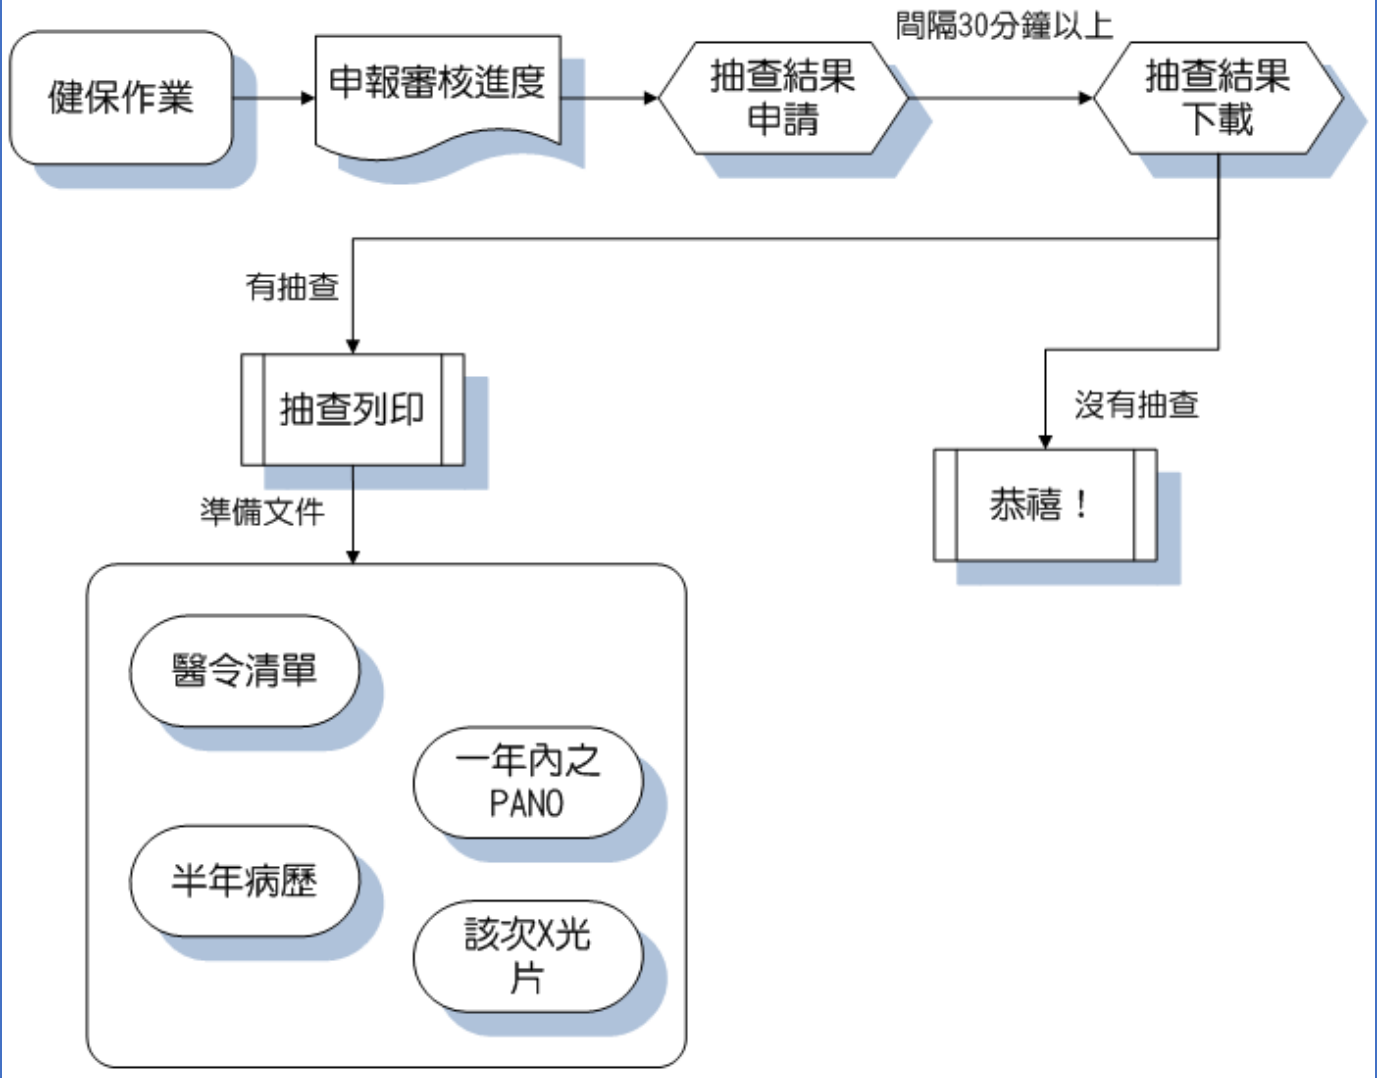 間隔30分鐘以上
健保作業
申報審核進度
抽查結果
申請
抽查結果
下載
有抽查
抽查列印
沒有抽查
恭禧！
準備文件
醫令清單
一年內之
PANO
半年病歷
該次X光
片